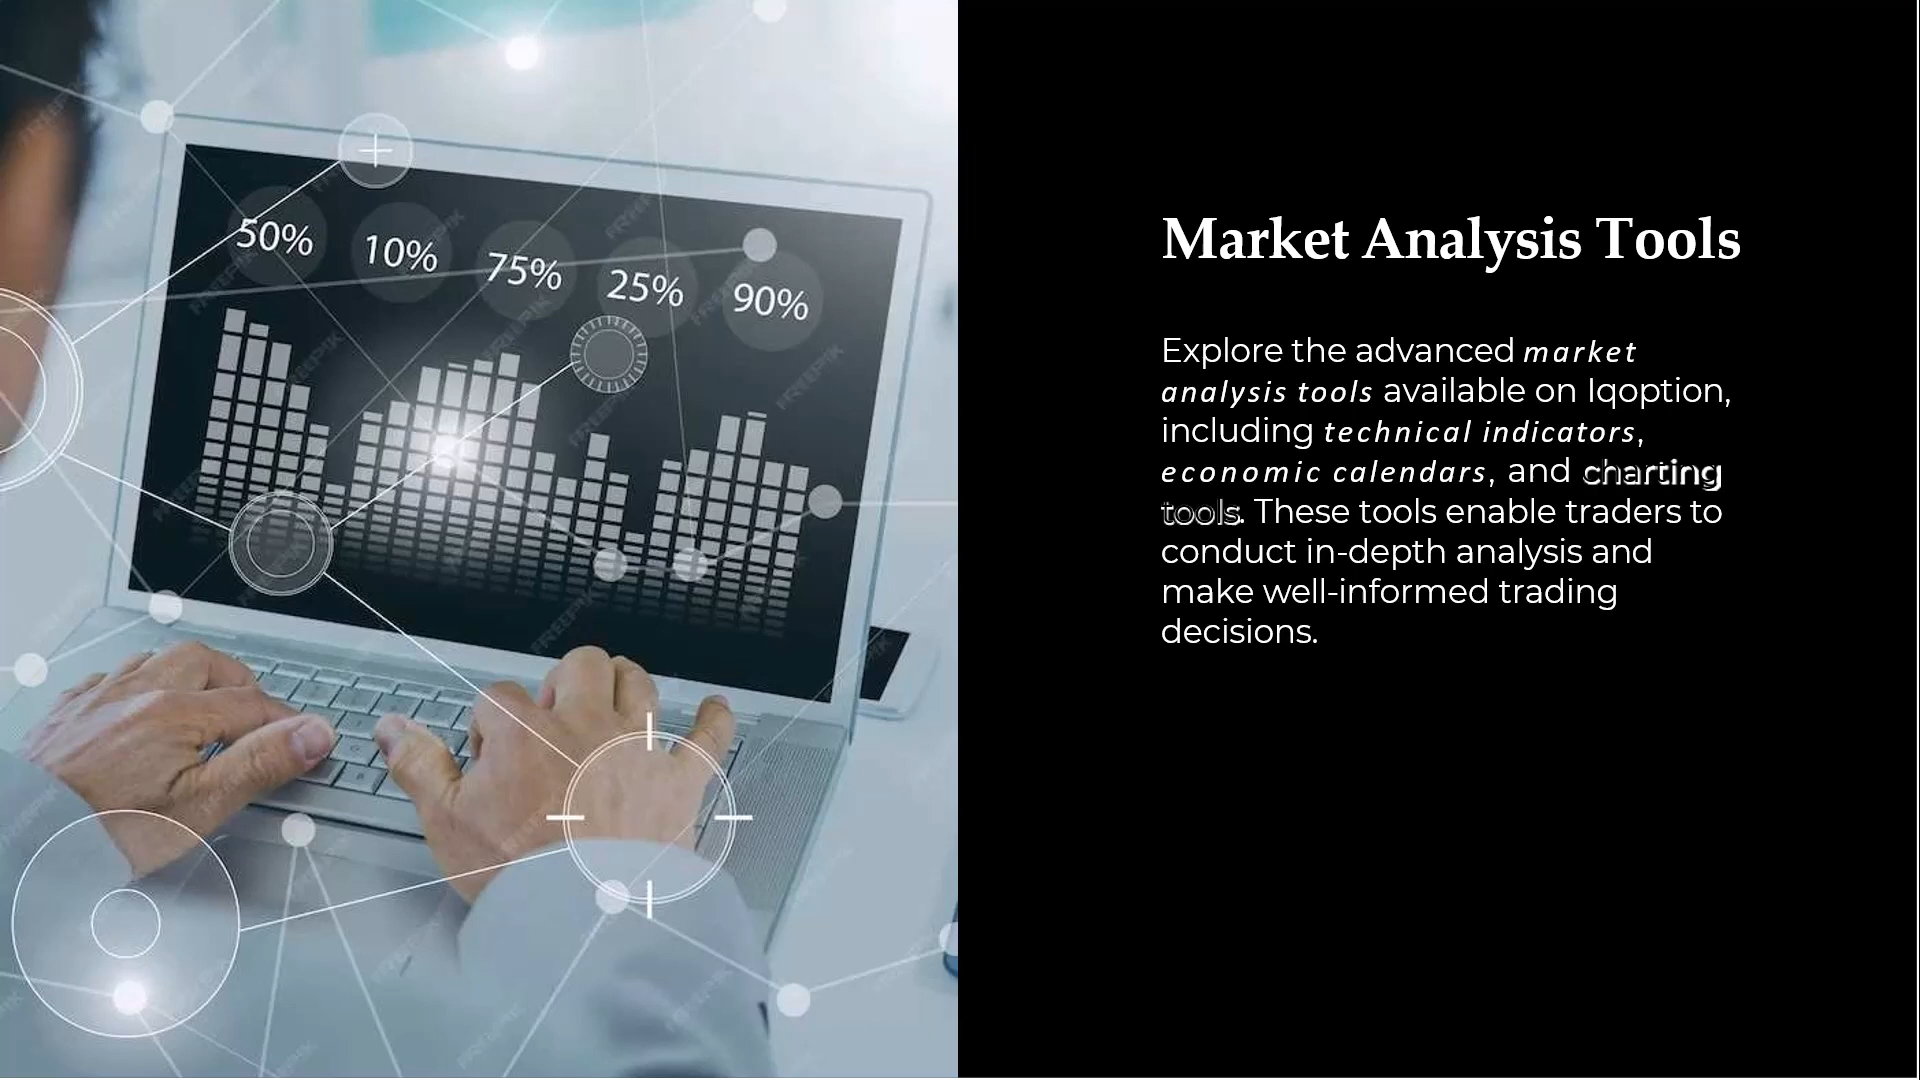 50% 10% 75% 25% 90%
Market Analysis Tools
Explore the advanced market
analysis tools available on Iqoption,
including technical indicators,
economic calendars, and charting
tools. These tools enable traders to
conduct in-depth analysis and
make well-informed trading
decisions.